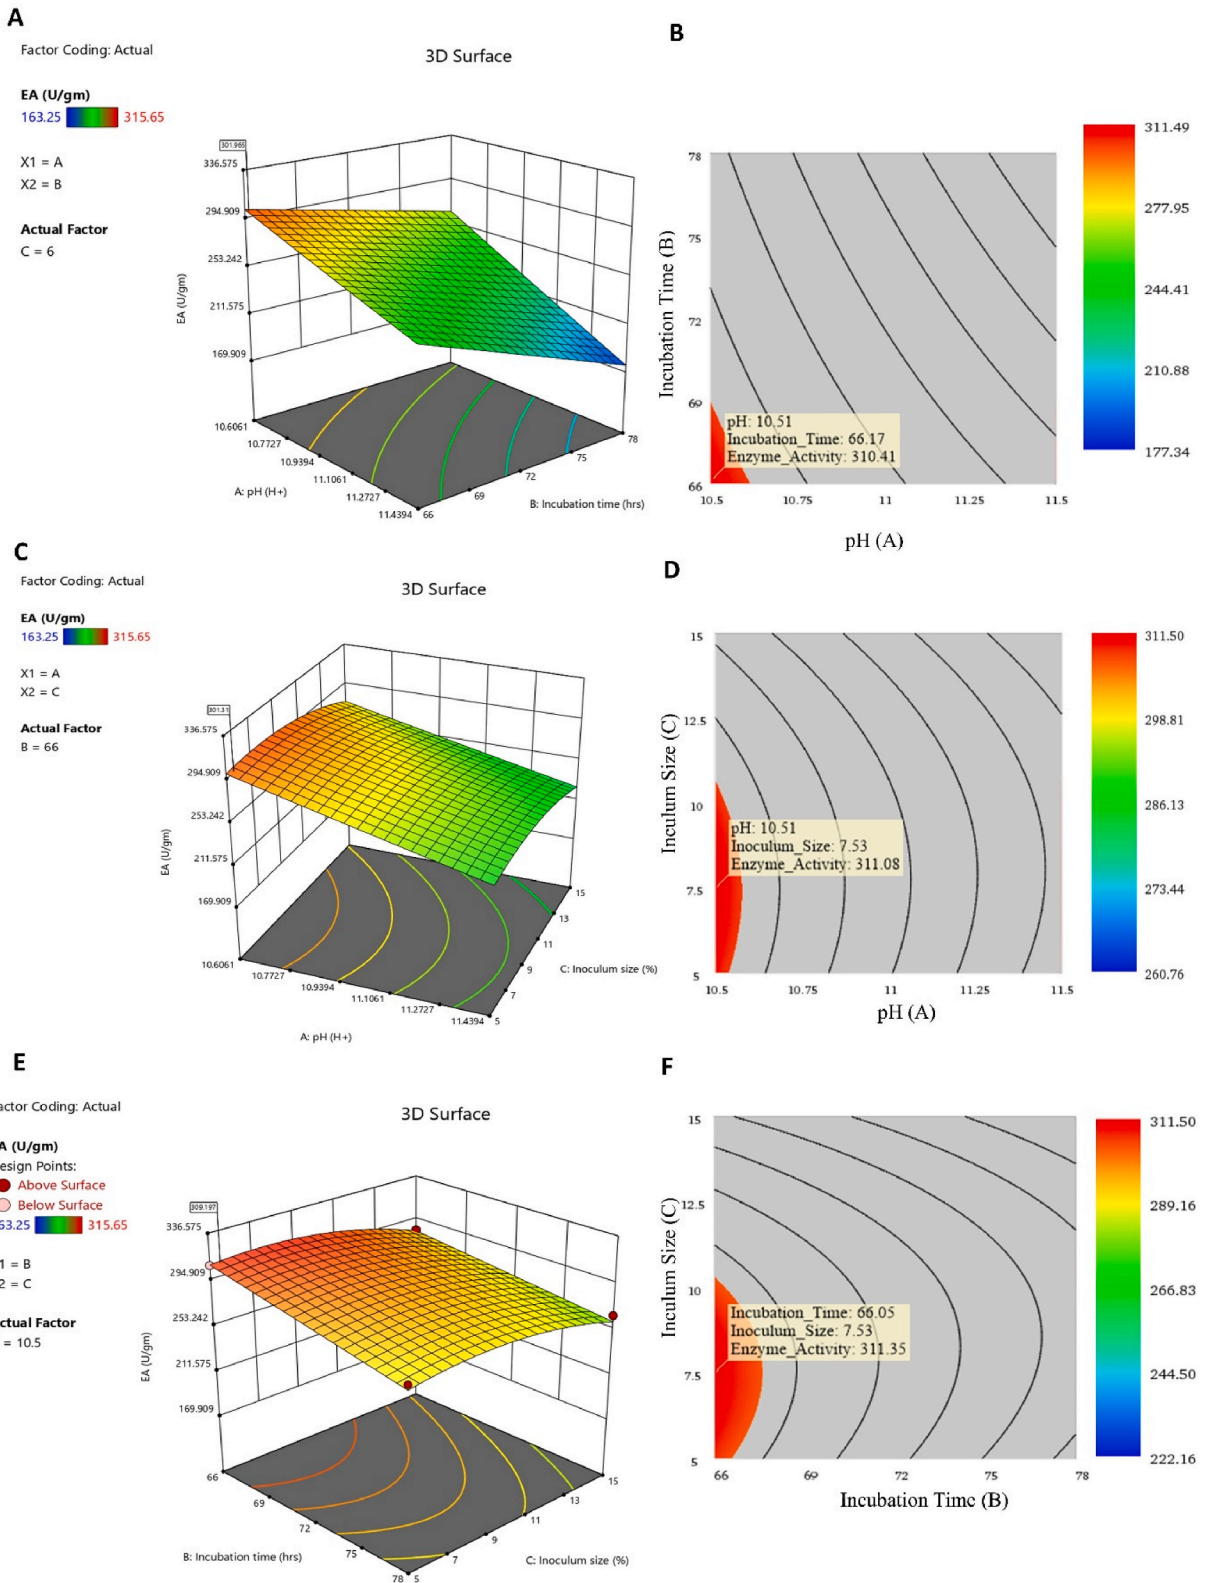 A
Factor Coding: Actual
3D Surface
EA (U/gm)
163.25 315.65
X1 = A
X2 = B
Actual Factor
C = 6
301.965
336.575
294.909
253.242
211.575
169.909
EA (U/gm)
10.6061
10.7727
10.9394
11.1061
11.2727
11.4394
A: pH (H+)
66
69
72
75
78
B: Incubation time (hrs)
B
78
75
72
69
66
Incubation Time (B)
pH: 10.51
Incubation_Time: 66.17
Enzyme_Activity: 310.41
10.5 10.75 11 11.25 11.5
pH (A)
311.49
277.95
244.41
210.88
177.34
C
Factor Coding: Actual
3D Surface
EA (U/gm)
163.25 315.65
X1 = A
X2 = C
Actual Factor
B = 66
301.31
336.575
294.909
253.242
211.575
169.909
EA (U/gm)
10.6061
10.7727
10.9394
11.1061
11.2727
11.4394
A: pH (H+)
5
7
9
11
13
15
C: Inoculum size (%)
D
15
12.5
10
7.5
5
Inculum Size (C)
pH: 10.51
Inoculum_Size: 7.53
Enzyme_Activity: 311.08
10.5 10.75 11 11.25 11.5
pH (A)
311.50
298.81
286.13
273.44
260.76
E
actor Coding: Actual
3D Surface
A (U/gm)
esign Points:
Above Surface
Below Surface
63.25 315.65
1 = B
2 = C
ctual Factor
= 10.5
309.197
336.575
294.909
253.242
211.575
169.909
EA (U/gm)
66
69
72
75
78
B: Incubation time (hrs)
5
7
9
11
13
15
C: Inoculum size (%)
F
15
12.5
10
7.5
5
Inculum Size (C)
Incubation_Time: 66.05
Inoculum_Size: 7.53
Enzyme_Activity: 311.35
66 69 72 75 78
Incubation Time (B)
311.50
289.16
266.83
244.50
222.16